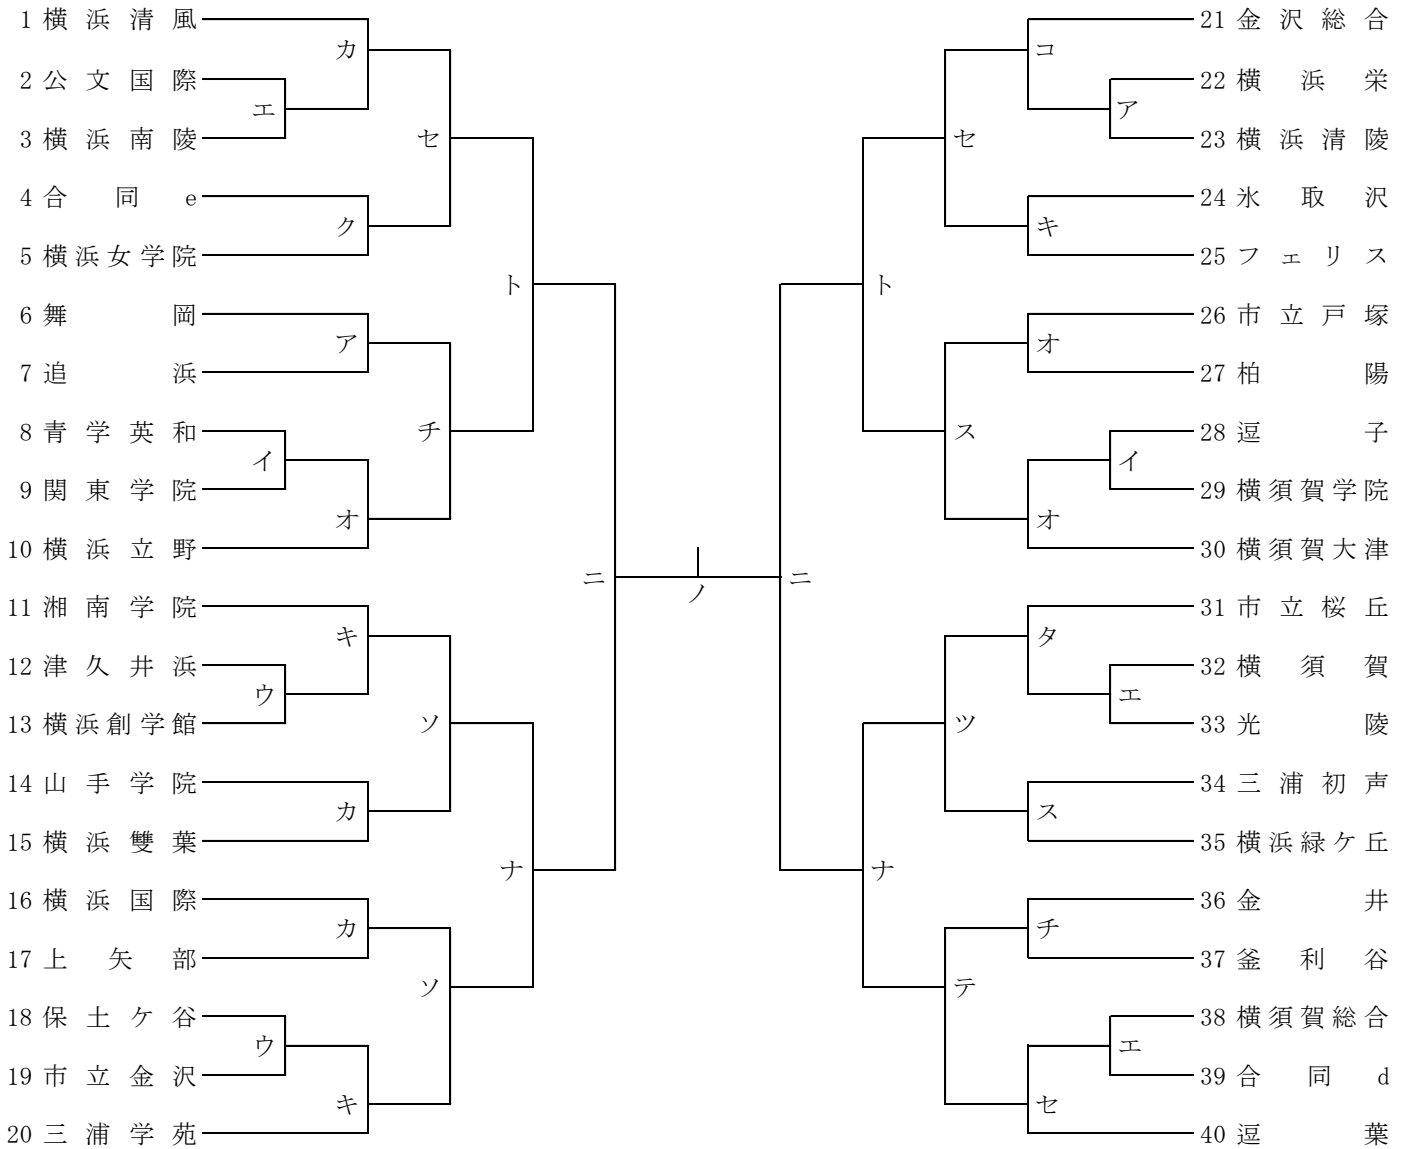 1 横浜清風
カ
2 公文国際
エ
3 横浜南陵
セ
4 合同e
ク
5 横浜女学院
ト
6 舞岡
ア
7 追浜
チ
8 青学英和
イ
9 関東学院
オ
10 横浜立野
ニ
11 湘南学院
キ
12 津久井浜
ウ
13 横浜創学館
ソ
14 山手学院
カ
15 横浜雙葉
ナ
16 横浜国際
カ
17 上矢部
ソ
18 保土ケ谷
ウ
19 市立金沢
キ
20 三浦学苑
ノ
21 金沢総合
コ
22 横浜栄
ア
23 横浜清陵
セ
24 氷取沢
キ
25 フェリス
ト
26 市立戸塚
オ
27 柏陽
ス
28 逗子
イ
29 横須賀学院
オ
30 横須賀大津
ニ
31 市立桜丘
タ
32 横須賀
エ
33 光陵
ツ
34 三浦初声
ス
35 横浜緑ケ丘
ナ
36 金井
チ
37 釜利谷
テ
38 横須賀総合
エ
39 合同d
セ
40 逗葉